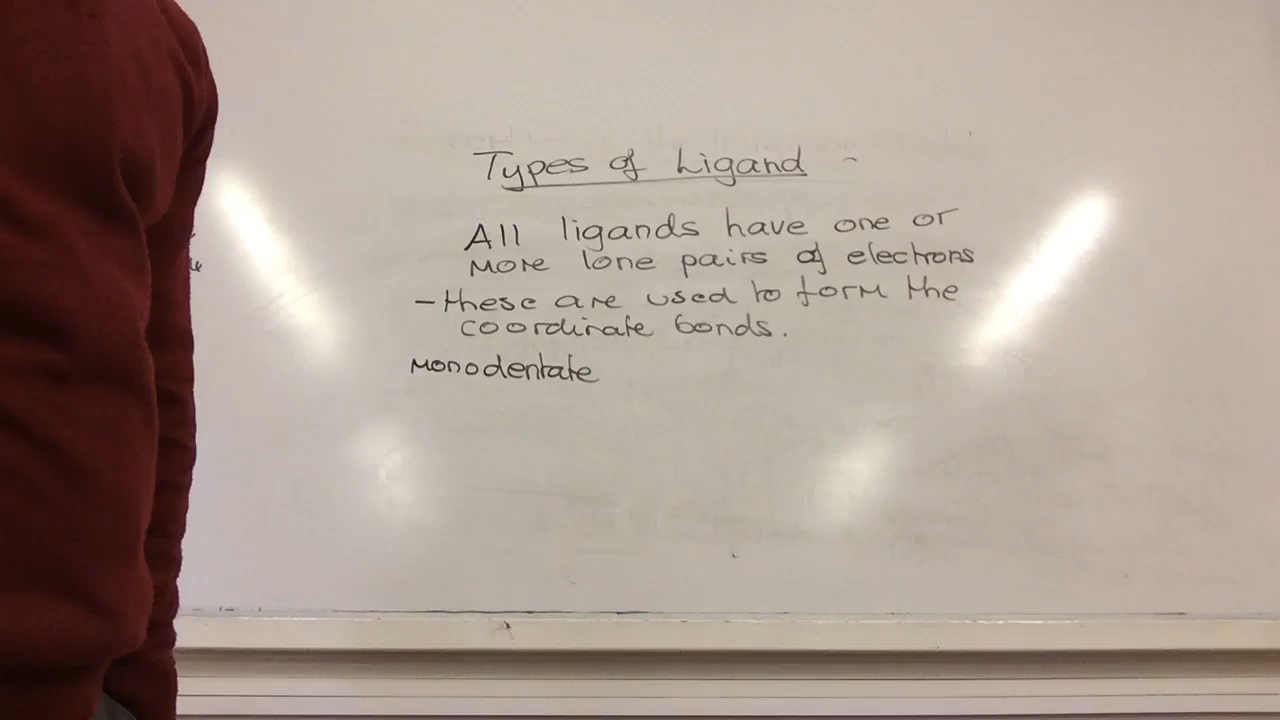 Types of Ligand -
All ligands have one or
more lone pairs of electrons
- these are used to form the
coordinate bonds.
Monodentate